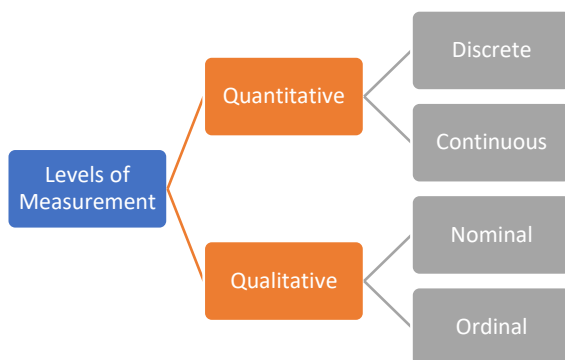 Levels of
Measurement
Quantitative
Qualitative
Discrete
Continuous
Nominal
Ordinal